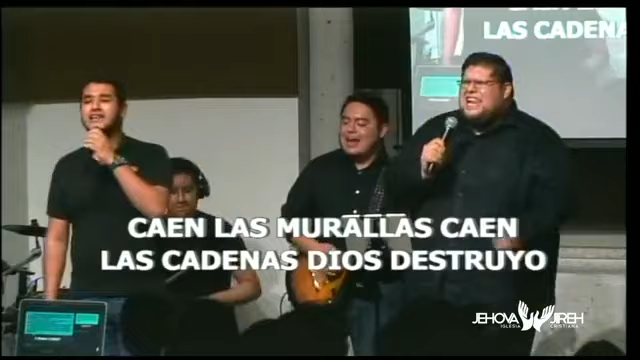 LAS CADENA
CAEN LAS MURALLAS CAEN
LAS CADENAS DIOS DESTRUYO
JEHOVA JIREH
IGLESIA CRISTIANA